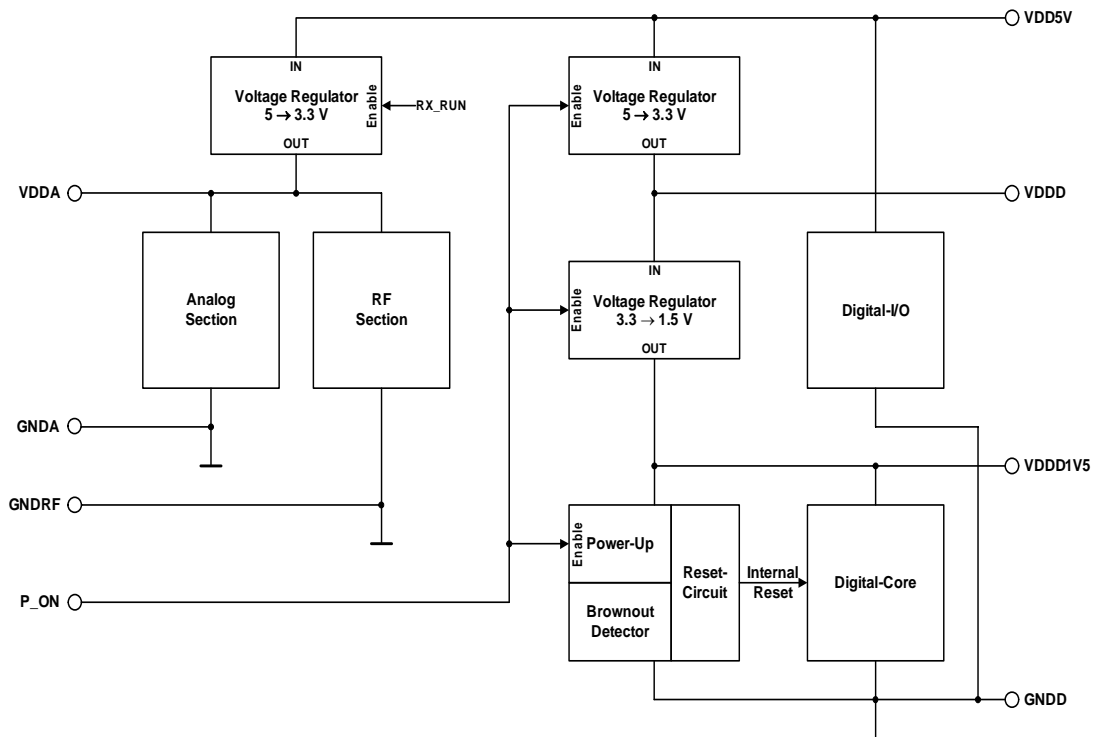 VDD5V
IN
Voltage Regulator
5 → 3.3 V
Enable
OUT
RX_RUN
IN
Enable
Voltage Regulator
5 → 3.3 V
OUT
VDDA
VDDD
Analog
Section
RF
Section
IN
Enable
Voltage Regulator
3.3 → 1.5 V
OUT
Digital-I/O
GNDA
VDDD1V5
GNDRF
Enable
Power-Up
Brownout
Detector
Reset-
Circuit
Internal
Reset
Digital-Core
P_ON
GNDD